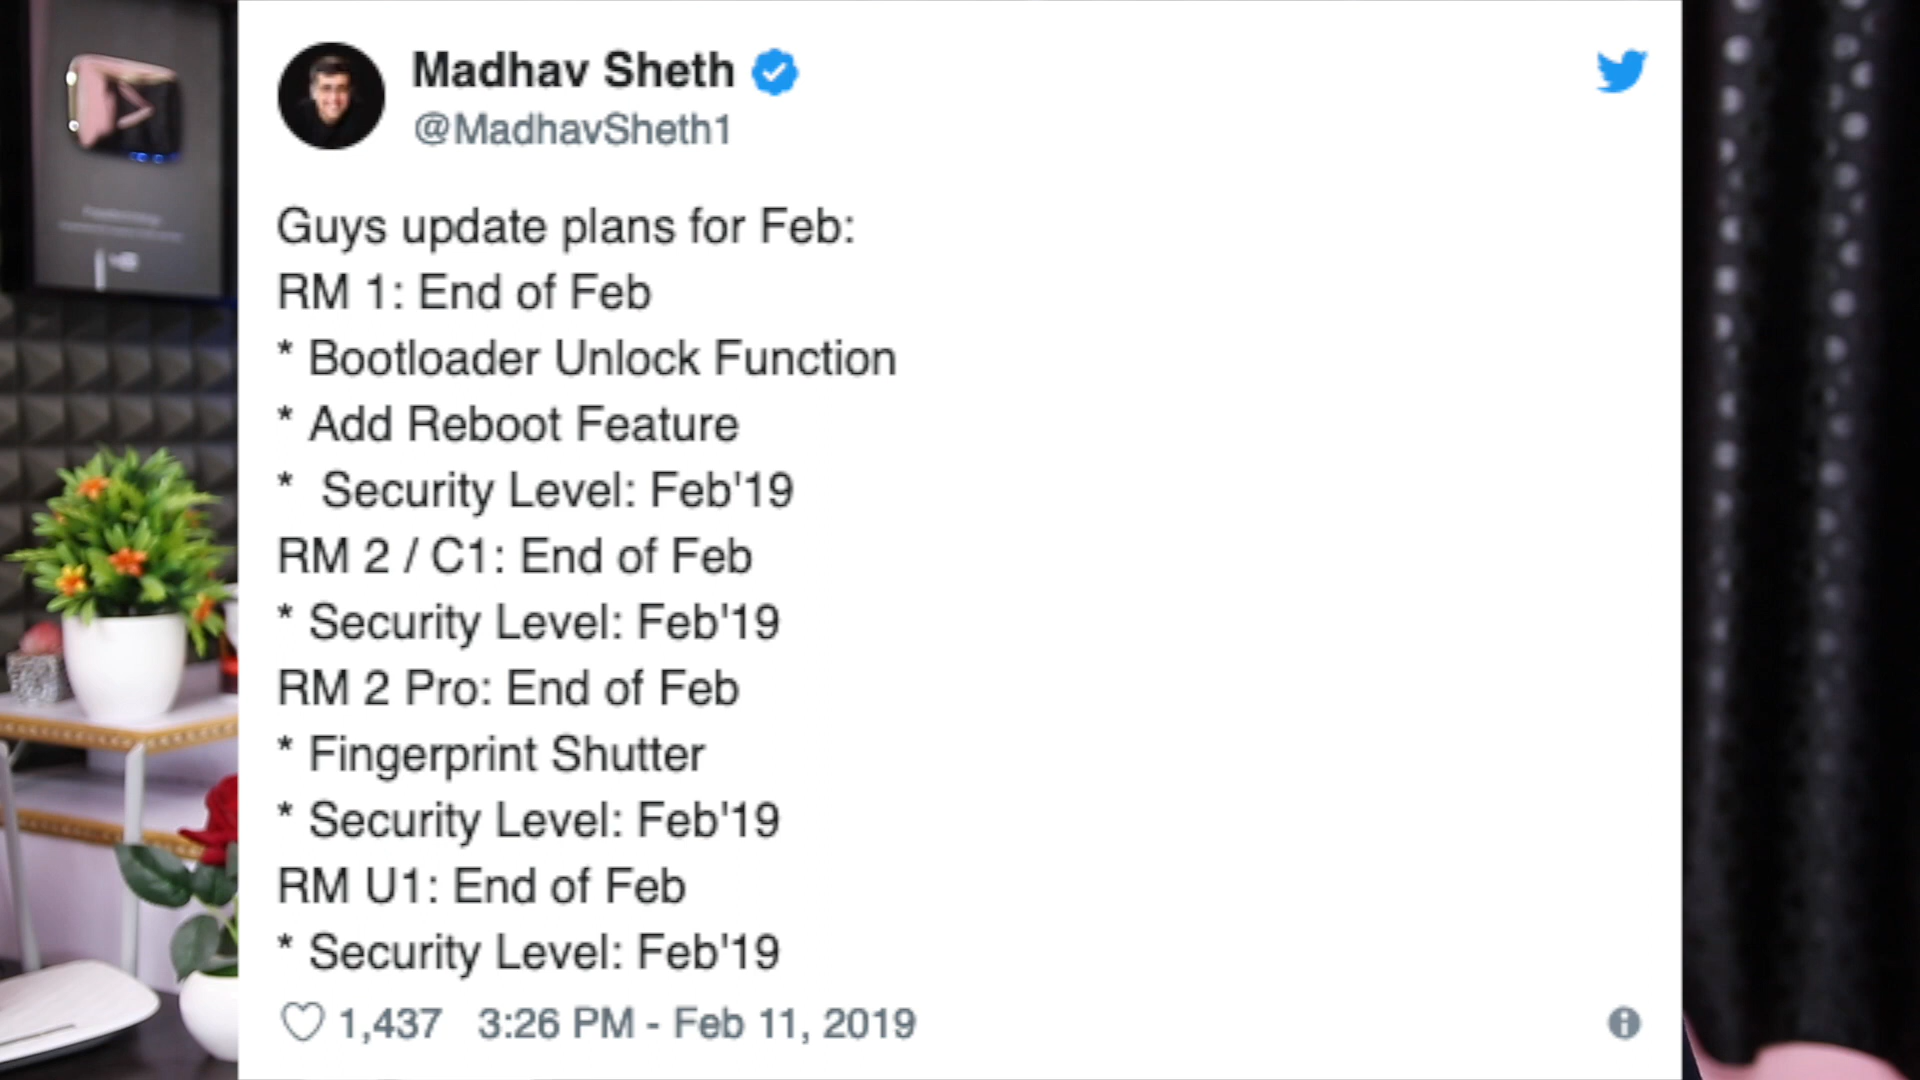 Madhav Sheth
@MadhavSheth1
Guys update plans for Feb:
RM 1: End of Feb
* Bootloader Unlock Function
* Add Reboot Feature
* Security Level: Feb'19
RM 2 / C1: End of Feb
* Security Level: Feb'19
RM 2 Pro: End of Feb
* Fingerprint Shutter
* Security Level: Feb'19
RM U1: End of Feb
* Security Level: Feb'19
1,437 3:26 PM - Feb 11, 2019